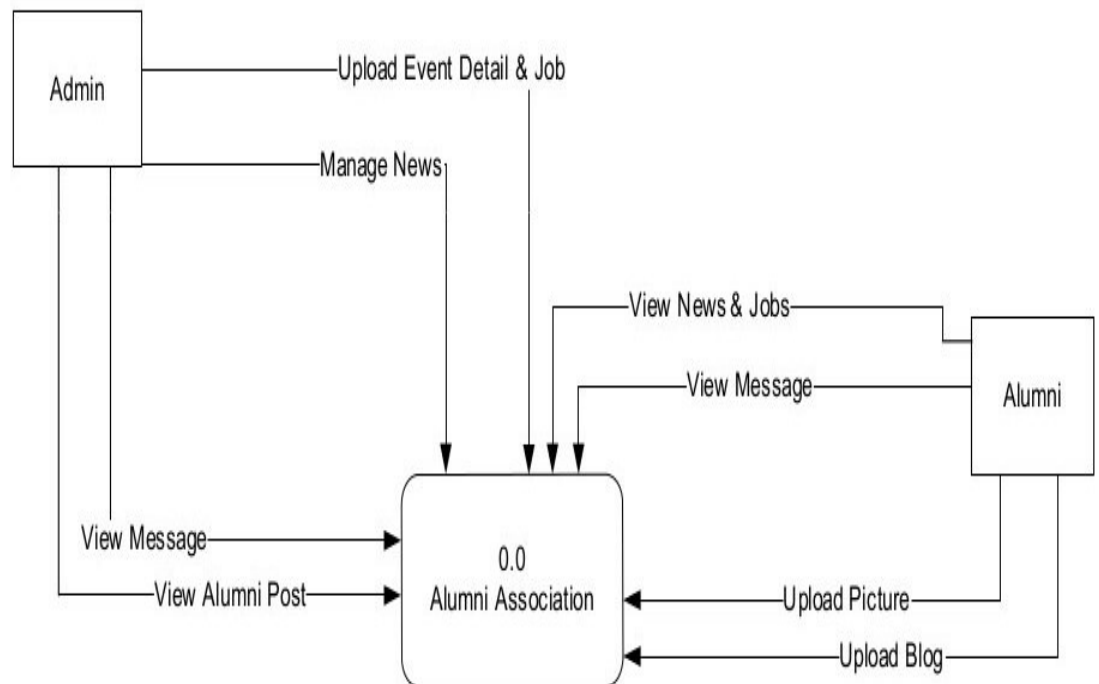 Admin
Upload Event Detail & Job
Manage News
View News & Jobs
View Message
Alumni
View Message
0.0
Alumni Association
View Alumni Post
Upload Picture
Upload Blog